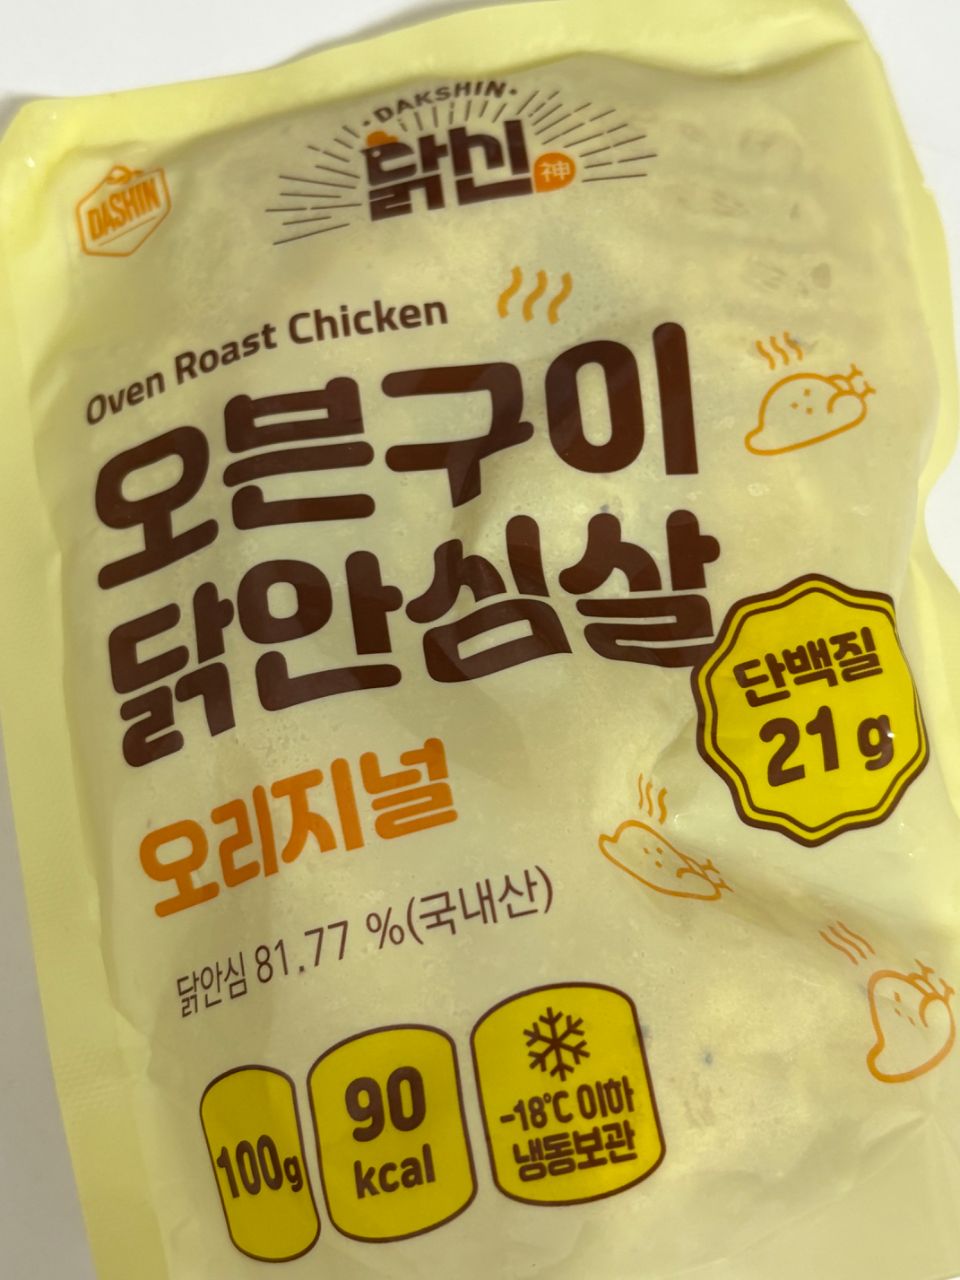 DAKSHIN
닭신 神
DASHIN
Oven Roast Chicken
오븐구이
닭안심살
단백질
21g
오리지널
닭안심 81.77 %(국내산)
100g
90
kcal
-18℃ 이하
냉동보관